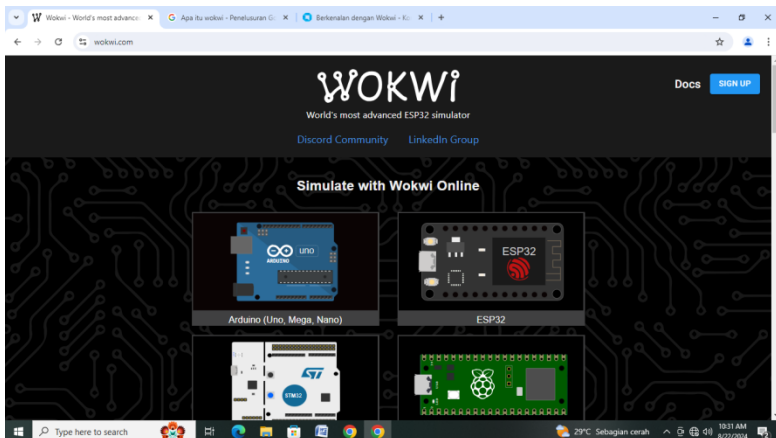 Wokwi - World's most advance
Apa itu wokwi - Penelusuran G
Berkenalan dengan Wokwi - K
wokwi.com
WOKWi
World's most advanced ESP32 simulator
Docs
SIGN UP
Discord Community LinkedIn Group
Simulate with Wokwi Online
UNO
ARDUINO
ESP32
Arduino (Uno, Mega, Nano)
ESP32
ST
STM32
Type here to search
29°C Sebagian cerah
10:31 AM
8/22/2024